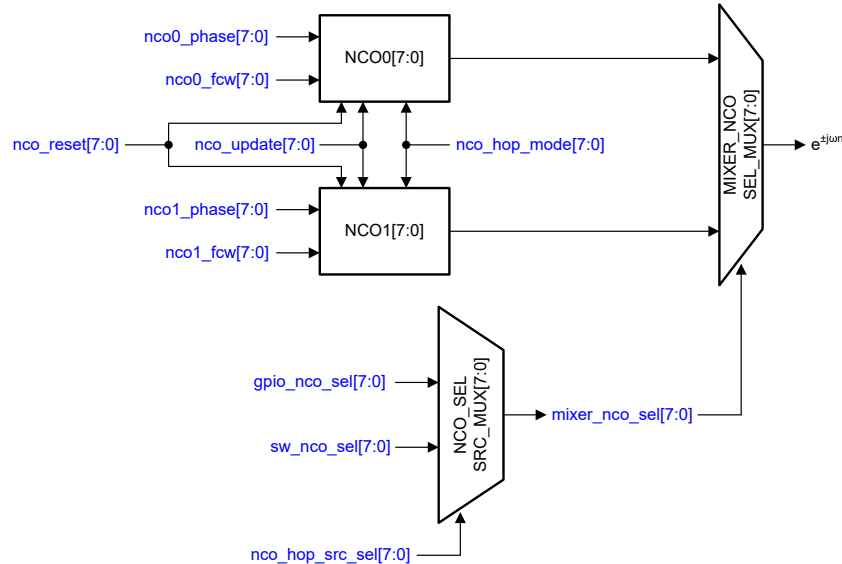 nco0_phase[7:0]
NCO0[7:0]
nco0_fcw[7:0]
nco_reset[7:0]
nco_update[7:0]
nco_hop_mode[7:0]
nco1_phase[7:0]
NCO1[7:0]
nco1_fcw[7:0]
MIXER_NCO
SEL_MUX[7:0]
e±jωn
gpio_nco_sel[7:0]
sw_nco_sel[7:0]
NCO_SEL
SRC_MUX[7:0]
mixer_nco_sel[7:0]
nco_hop_src_sel[7:0]